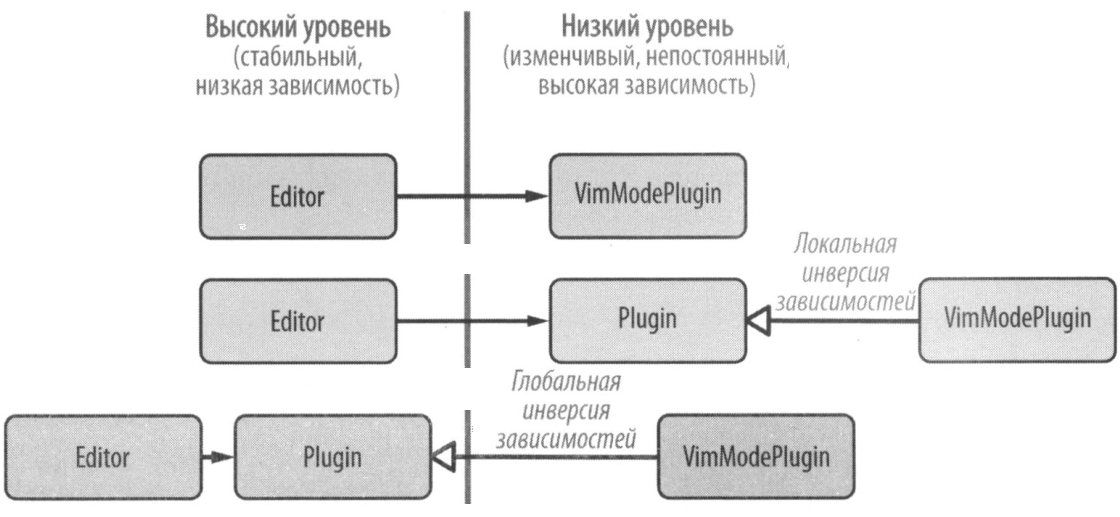 Высокий уровень
(стабильный,
низкая зависимость)
Низкий уровень
(изменчивый, непостоянный,
высокая зависимость)
Editor
VimModePlugin
Editor
Plugin
Локальная
инверсия
зависимостей
VimModePlugin
Editor
Plugin
Глобальная
инверсия
зависимостей
VimModePlugin